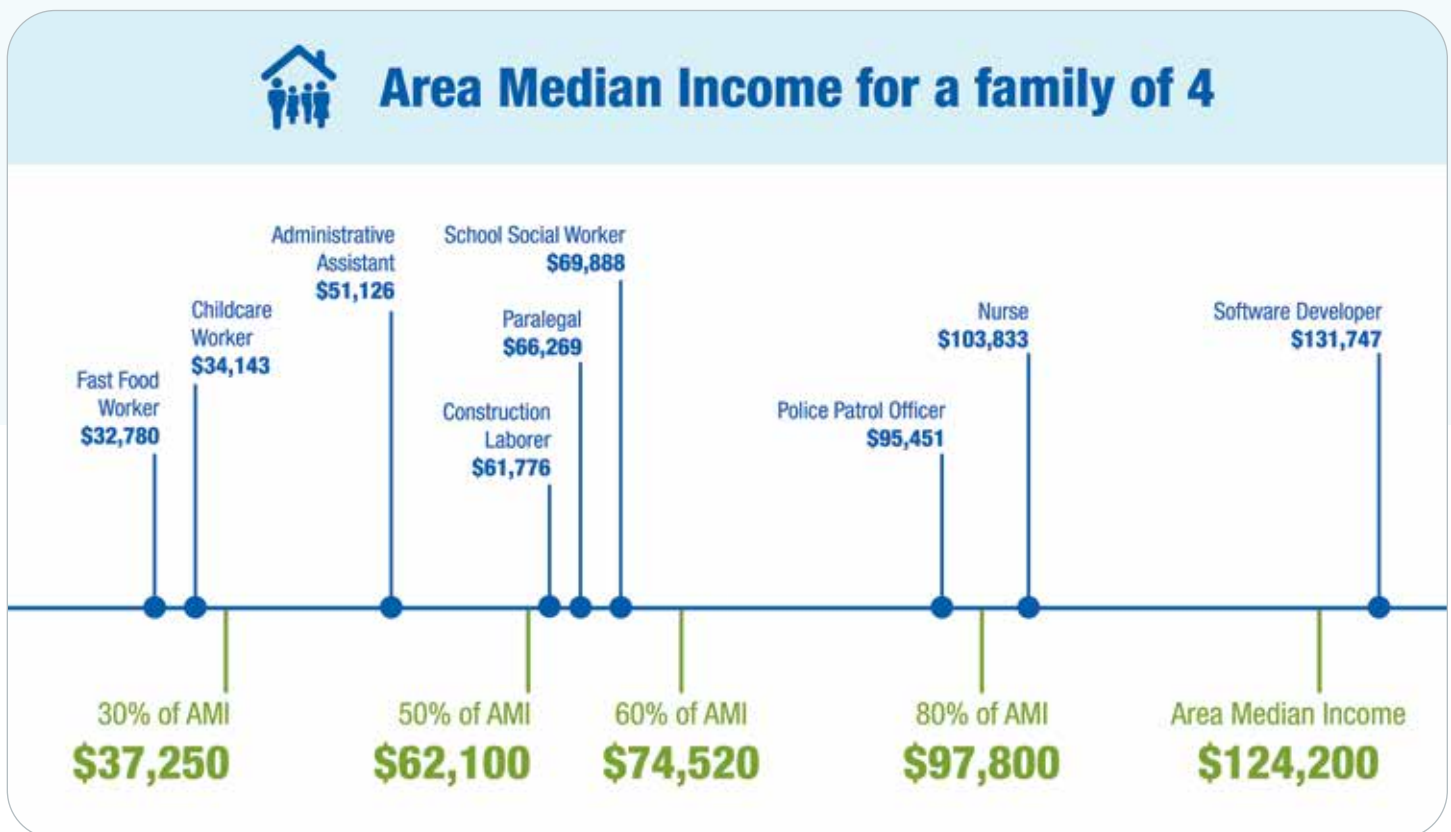 Area Median Income for a family of 4
Administrative
Assistant
$51,126
School Social Worker
$69,888
Childcare
Worker
$34,143
Paralegal
$66,269
Nurse
$103,833
Software Developer
$131,747
Fast Food
Worker
$32,780
Construction
Laborer
$61,776
Police Patrol Officer
$95,451
30% of AMI
$37,250
50% of AMI
$62,100
60% of AMI
$74,520
80% of AMI
$97,800
Area Median Income
$124,200